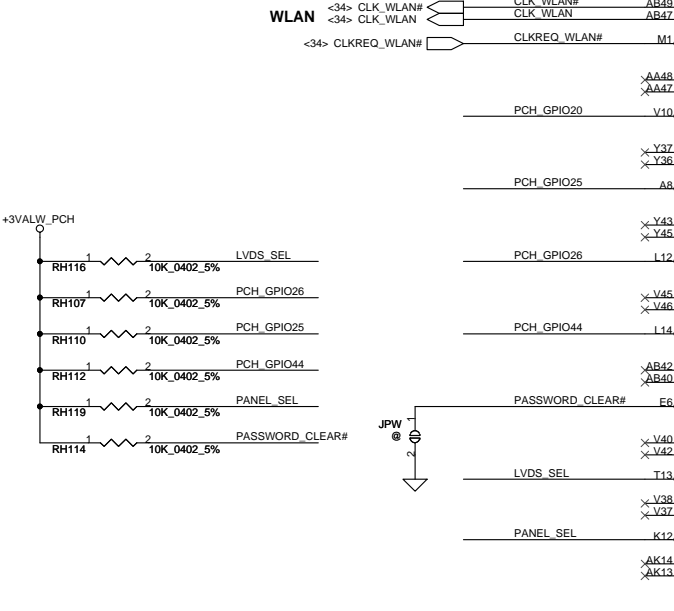 <34> CLK_WLAN#
CLK_WLAN#
AB49
WLAN
<34> CLK_WLAN
CLK_WLAN
AB47
<34> CLKREQ_WLAN#
CLKREQ_WLAN#
M1
AA48
AA47
PCH_GPIO20
V10
Y37
Y36
PCH_GPIO25
A8
+3VALW_PCH
Y43
Y45
RH116 1 2 10K_0402_5% LVDS_SEL
PCH_GPIO26
L12
RH107 1 2 10K_0402_5% PCH_GPIO26
V45
V46
RH110 1 2 10K_0402_5% PCH_GPIO25
PCH_GPIO44
L14
RH112 1 2 10K_0402_5% PCH_GPIO44
AB42
AB40
RH119 1 2 10K_0402_5% PANEL_SEL
PASSWORD_CLEAR#
E6
JPW
@
1
2
RH114 1 2 10K_0402_5% PASSWORD_CLEAR#
V40
V42
LVDS_SEL
T13
V38
V37
PANEL_SEL
K12
AK14
AK13